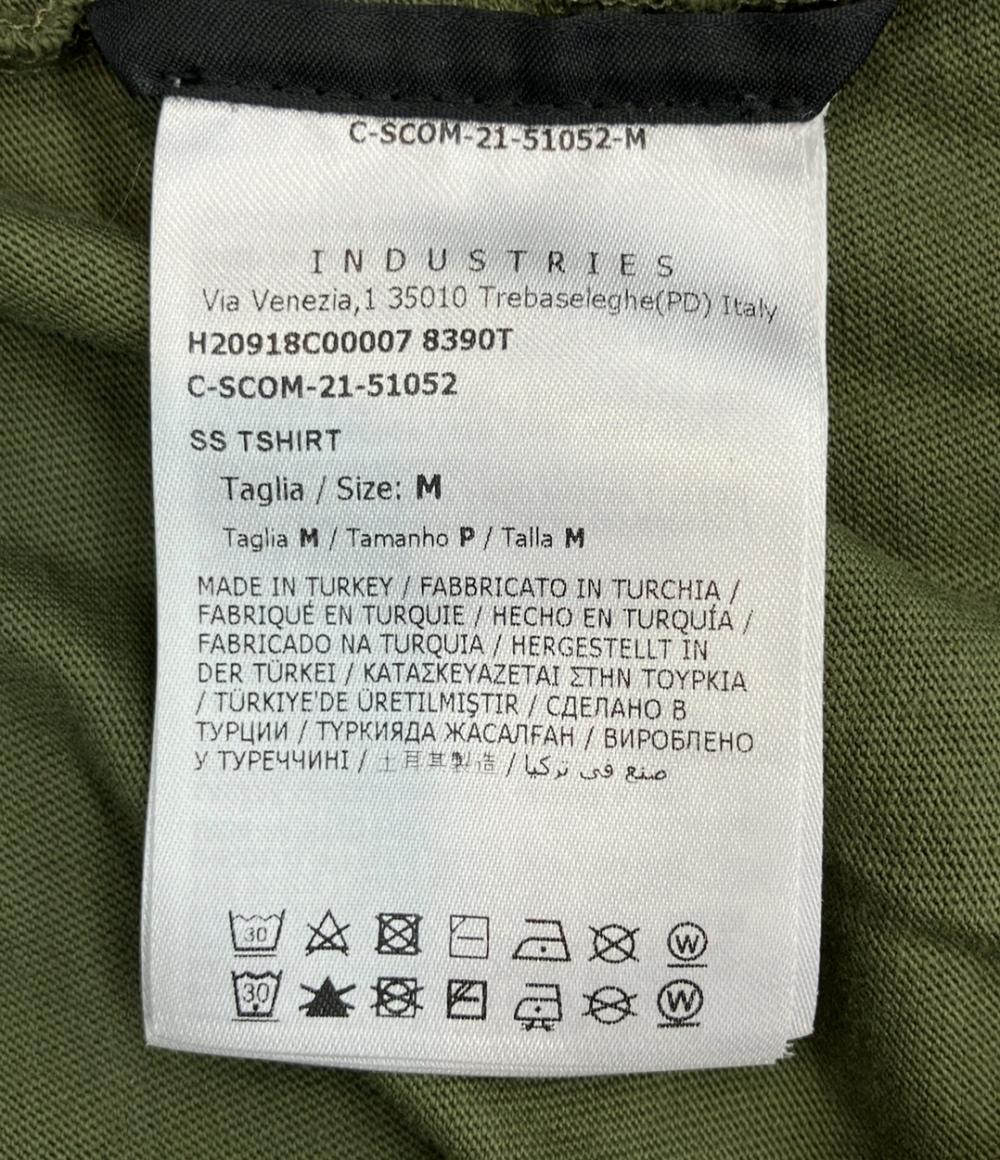 C-SCOM-21-51052-M
INDUSTRIES
Via Venezia,1 35010 Trebaseleghe(PD) Italy
H20918C00007 8390T
C-SCOM-21-51052
SS TSHIRT
Taglia / Size: M
Taglia M / Tamanho P / Talla M
MADE IN TURKEY / FABBRICATO IN TURCHIA /
FABRIQUÉ EN TURQUIE / HECHO EN TURQUÍA /
FABRICADO NA TURQUIA / HERGESTELLT IN
DER TÜRKEI / ΚΑΤΑΣΚΕΥΑΖΕΤΑΙ ΣΤΗΝ ΤΟΥΡΚΙΑ
/ TÜRKIYE'DE ÜRETILMIŞTIR / СДЕЛАНО В
ТУРЦИИ / ТҮРКИЯДА ЖАСАЛҒАН / ВИРОБЛЕНО
У ТУРЕЧЧИНІ / 土耳其製造 / صنع في تركيا
30 W
30 W